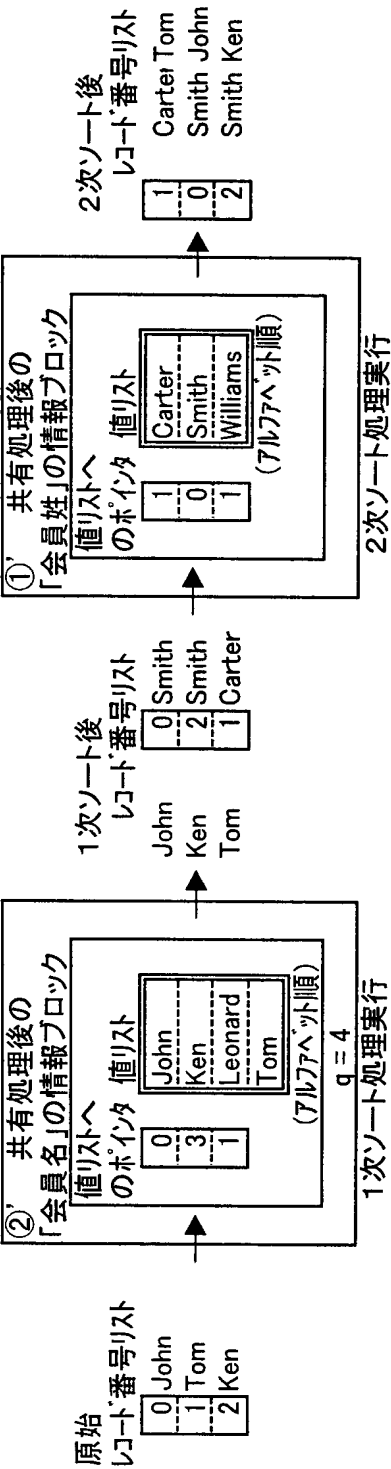 原始
レコード番号リスト
0 John
1 Tom
2 Ken
②' 共有処理後の
「会員名」の情報ブロック
値リストへ
のポインタ
0
3
1
値リスト
John
Ken
Leonard
Tom
(アルファベット順)
q = 4
1次ソート処理実行
1次ソート後
レコード番号リスト
John 0 Smith
Ken 2 Smith
Tom 1 Carter
①' 共有処理後の
「会員姓」の情報ブロック
値リストへ
のポインタ
1
0
1
値リスト
Carter
Smith
Williams
(アルファベット順)
2次ソート処理実行
2次ソート後
レコード番号リスト
1 Carter Tom
0 Smith John
2 Smith Ken